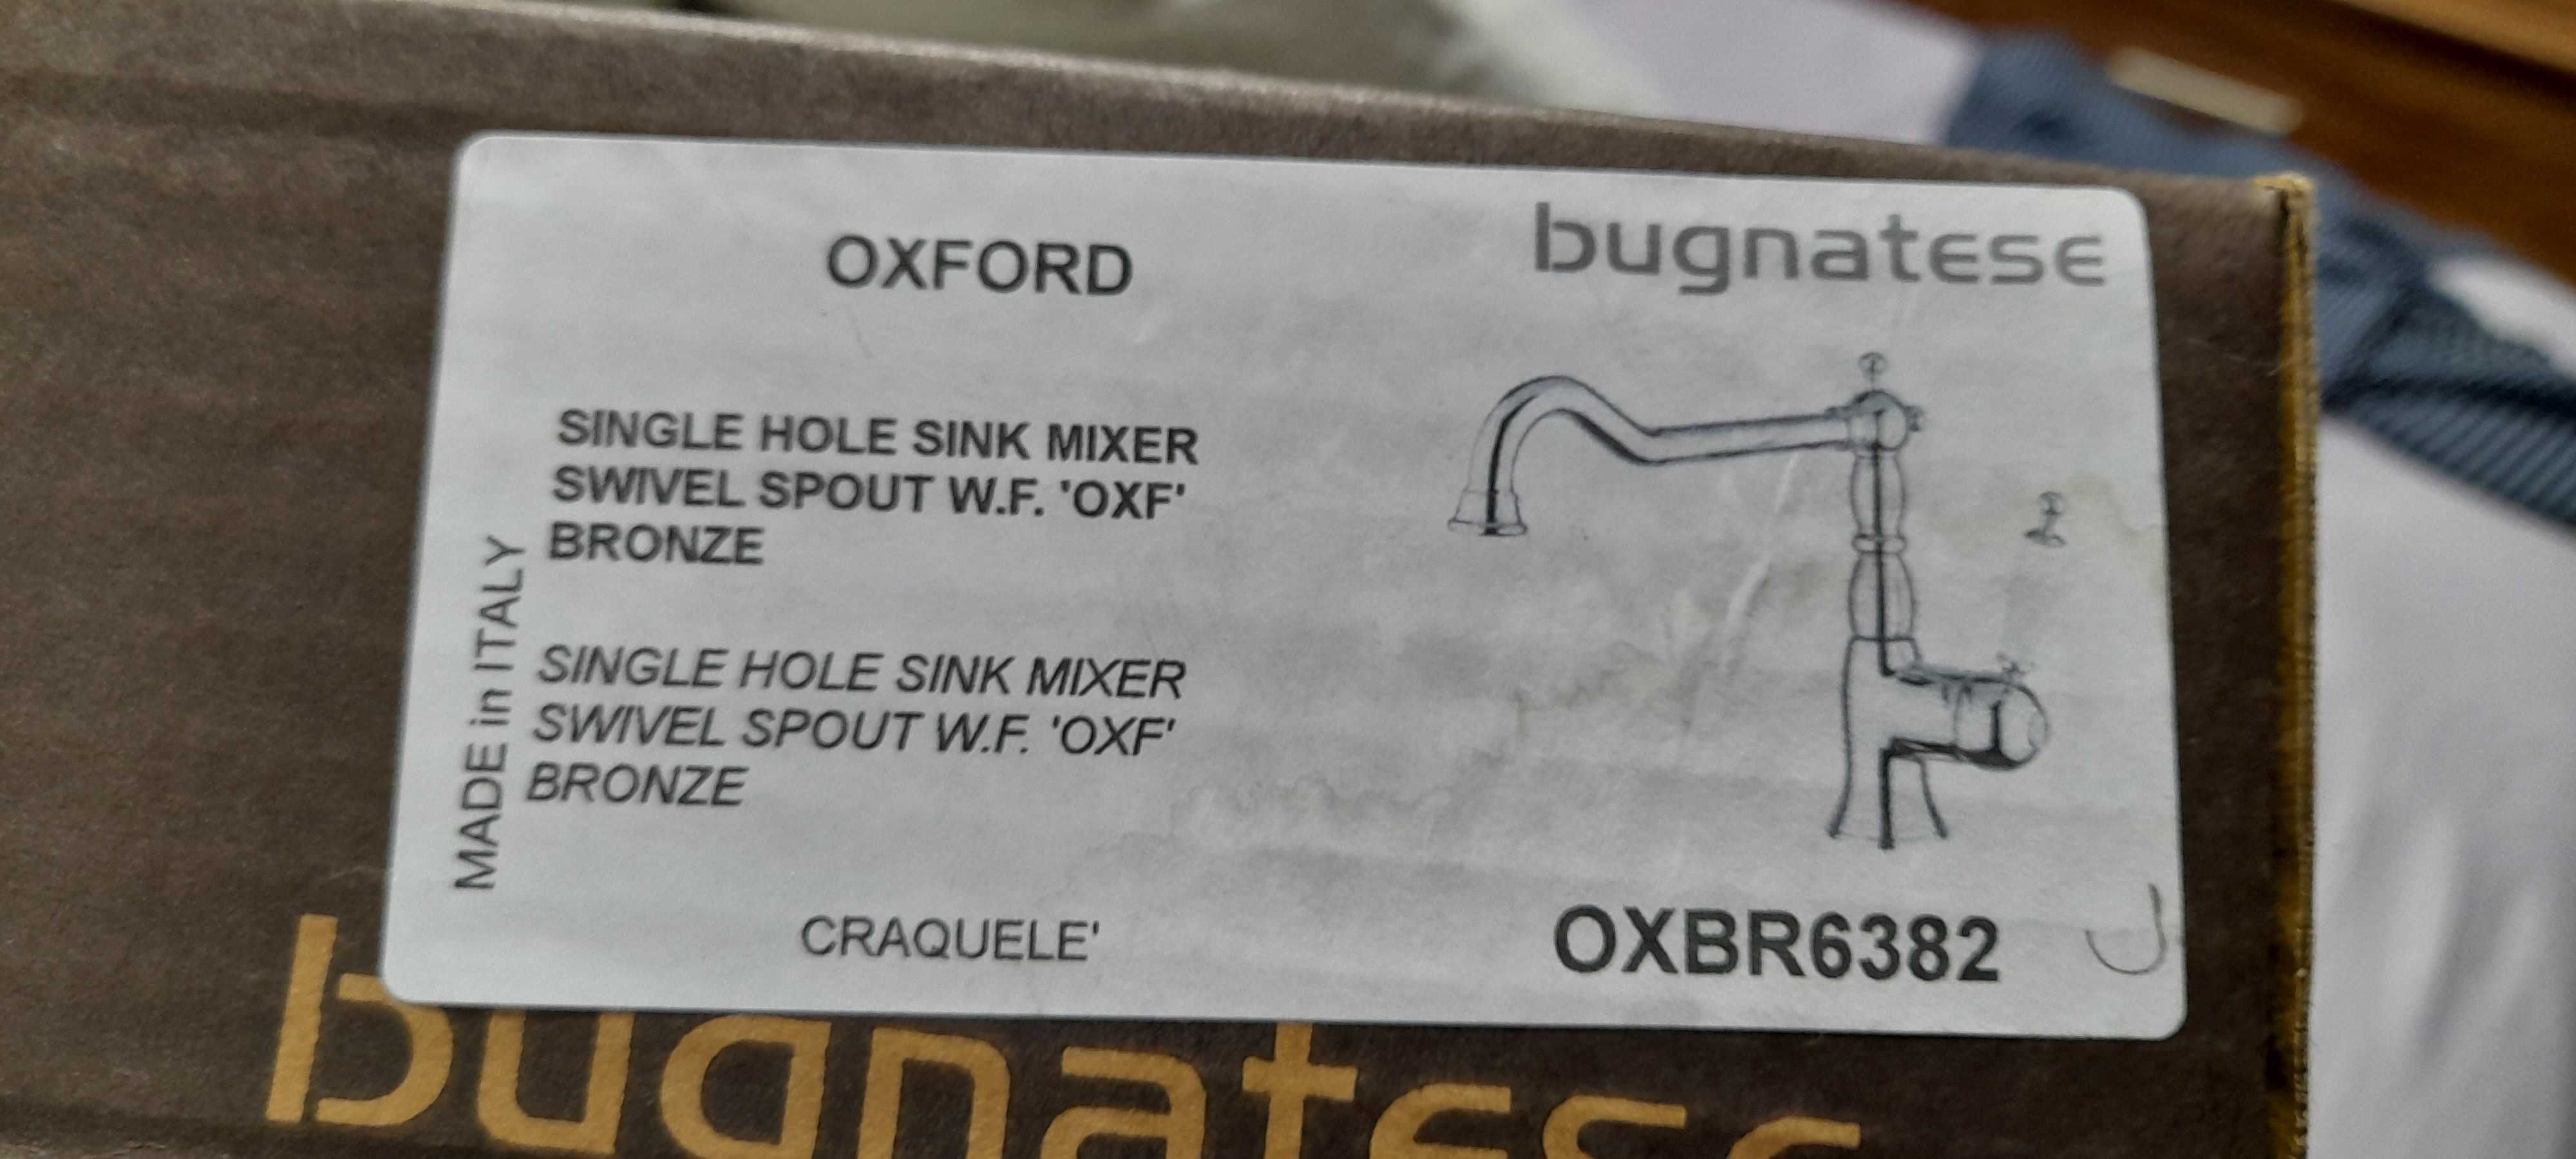 OXFORD
bugnatese
SINGLE HOLE SINK MIXER
SWIVEL SPOUT W.F. 'OXF'
BRONZE
SINGLE HOLE SINK MIXER
SWIVEL SPOUT W.F. 'OXF'
BRONZE
MADE in ITALY
CRAQUELE'
OXBR6382
bugnatese